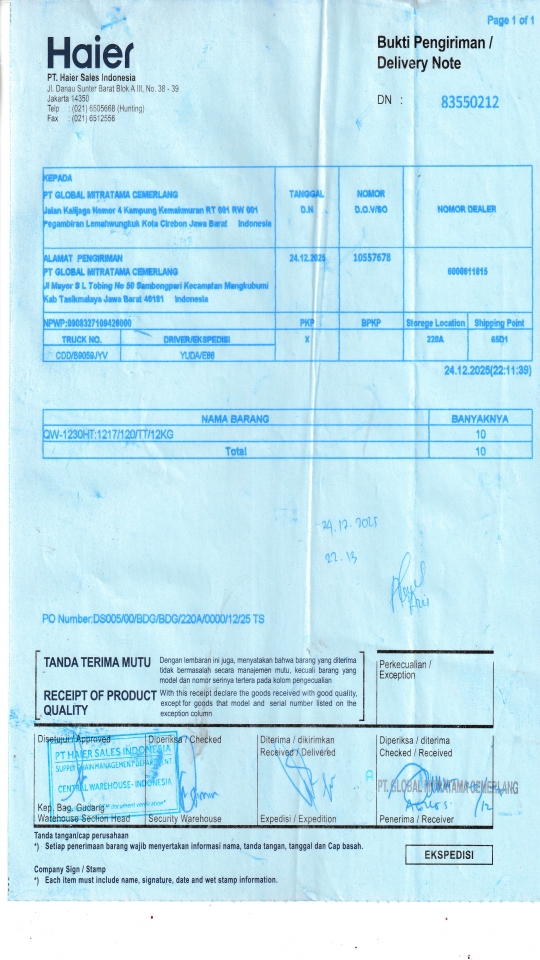 Page 1 of 1
Haier
Bukti Pengiriman /
Delivery Note
PT. Haier Sales Indonesia
Jl. Danau Sunter Barat Blok A III, No. 38 - 39
Jakarta 14350
Telp : (021) 6505668 (Hunting)
Fax : (021) 6512556
DN : 83550212
KEPADA
PT GLOBAL MITRATAMA CEMERLANG
Jalan Kalijaga Nomor 4 Kampung Kemakmuran RT 001 RW 001
Pegambiran Lemahwungkuk Kota Cirebon Jawa Barat Indonesia
TANGGAL
D.N
NOMOR
D.O.V/SO
NOMOR DEALER
ALAMAT PENGIRIMAN
PT GLOBAL MITRATAMA CEMERLANG
Jl Mayor S L Tobing No 50 Sambongpari Kecamatan Mangkubumi
Kab Tasikmalaya Jawa Barat 46181 Indonesia
24.12.2025
10557678
6000611815
NPWP:0908327109426000
PKP
BPKP
Storege Location
Shipping Point
TRUCK NO.
DRIVER/EKSPEDISI
X
220A
65D1
CDD/B9059JYV
YUDA/E66
24.12.2025(22:11:39)
NAMA BARANG
BANYAKNYA
QW-1230HT:1217/120/TT/12KG
10
Total
10
24.12.2025
22.13
PO Number:DS005/00/BDG/BDG/220A/0000/12/25 TS
TANDA TERIMA MUTU
Dengan lembaran ini juga, menyatakan bahwa barang yang diterima
tidak bermasalah secara manajemen mutu, kecuali barang yang
model dan nomor serinya tertera pada kolom pengecualian
RECEIPT OF PRODUCT
QUALITY
With this receipt declare the goods received with good quality,
except for goods that model and serial number listed on the
exception column
Perkecualian /
Exception
Disetujui / Approved
Diperiksa / Checked
Diterima / dikirimkan
Received / Delivered
Diperiksa / diterima
Checked / Received
PT HAIER SALES INDONESIA
SUPPLY CHAIN MANAGEMENT DEPARTMENT
CENTRAL WAREHOUSE- INDONESIA
document verification
PT. GLOBAL MITRATAMA CEMERLANG
Kep. Bag. Gudang
Warehouse Section Head
Security Warehouse
Expedisi / Expedition
Penerima / Receiver
Tanda tangan/cap perusahaan
*) Setiap penerimaan barang wajib menyertakan informasi nama, tanda tangan, tanggal dan Cap basah.
EKSPEDISI
Company Sign / Stamp
*) Each item must include name, signature, date and wet stamp information.